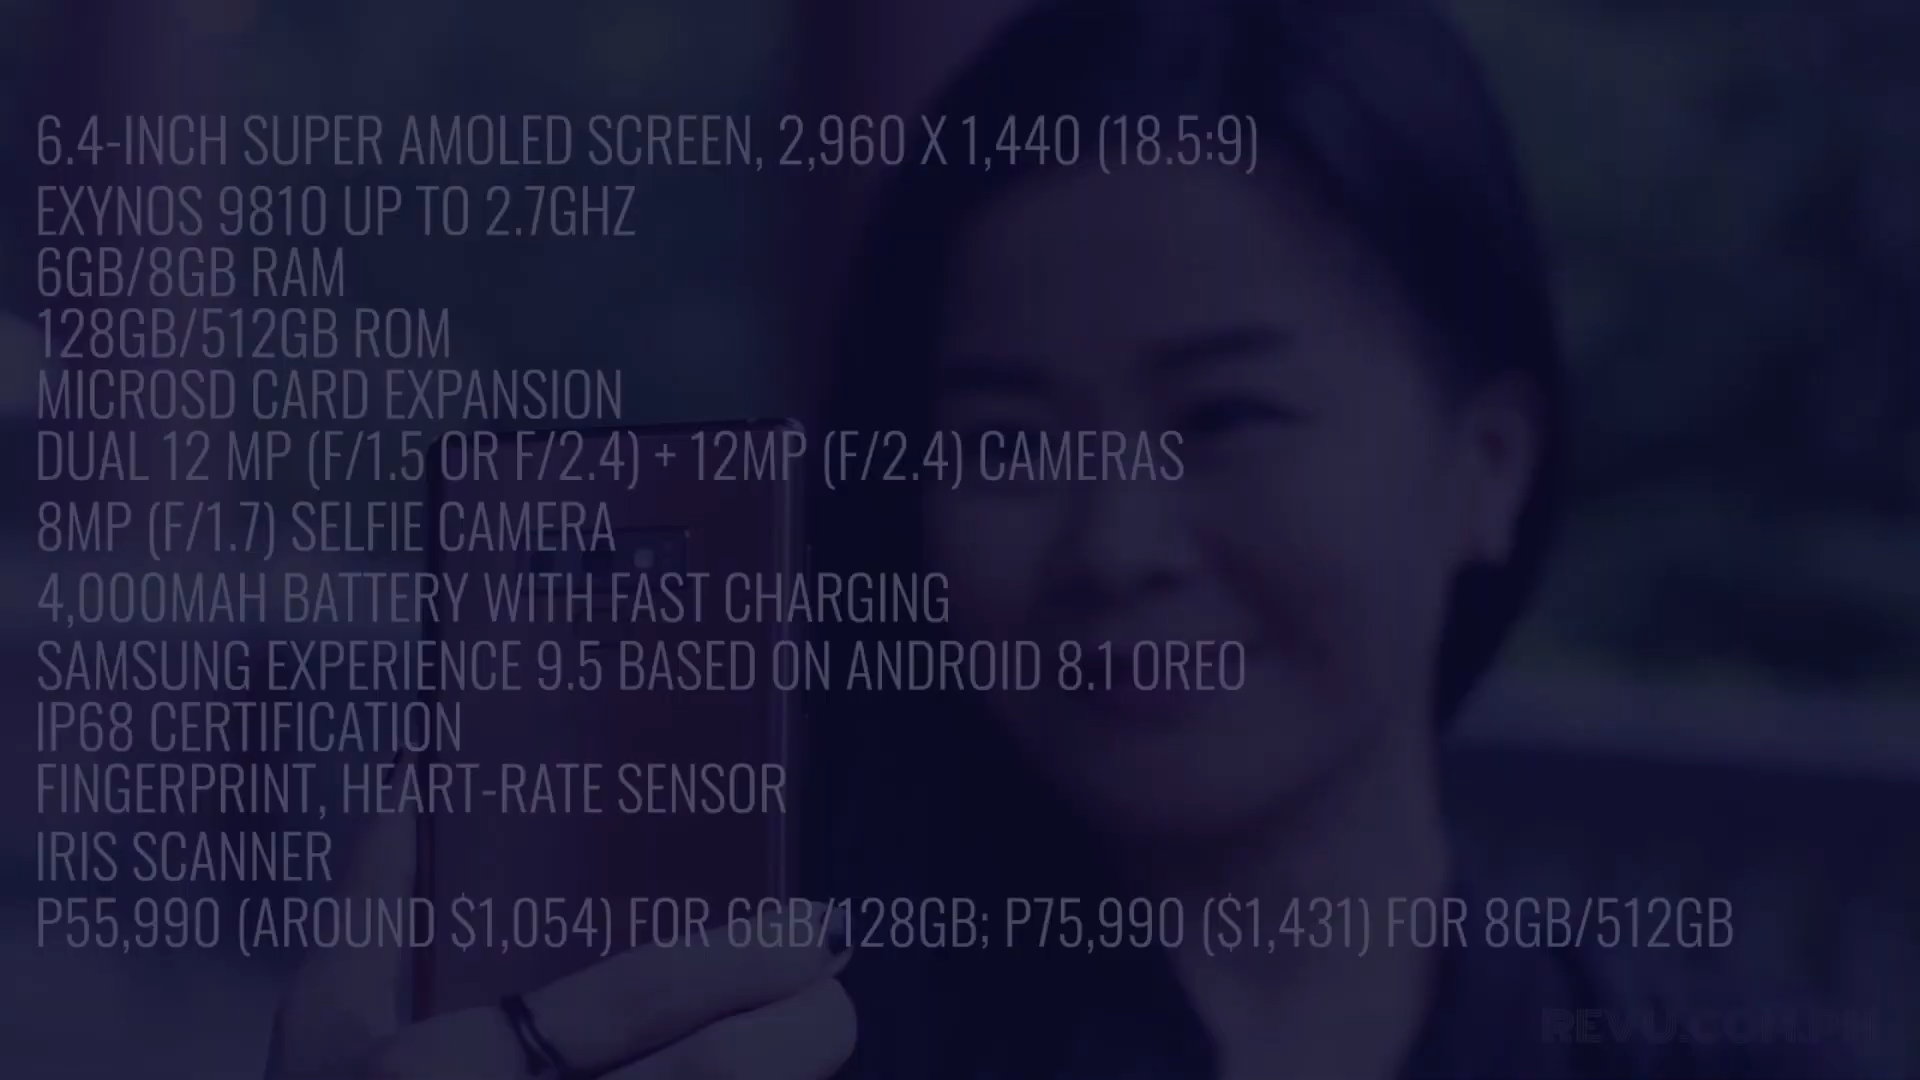 6.4-INCH SUPER AMOLED SCREEN, 2,960 X 1,440 (18.5:9)
EXYNOS 9810 UP TO 2.7GHZ
6GB/8GB RAM
128GB/512GB ROM
MICROSD CARD EXPANSION
DUAL 12 MP (F/1.5 OR F/2.4) + 12MP (F/2.4) CAMERAS
8MP (F/1.7) SELFIE CAMERA
4,000MAH BATTERY WITH FAST CHARGING
SAMSUNG EXPERIENCE 9.5 BASED ON ANDROID 8.1 OREO
IP68 CERTIFICATION
FINGERPRINT, HEART-RATE SENSOR
IRIS SCANNER
P55,990 (AROUND $1,054) FOR 6GB/128GB; P75,990 ($1,431) FOR 8GB/512GB
REVU.COM.PH